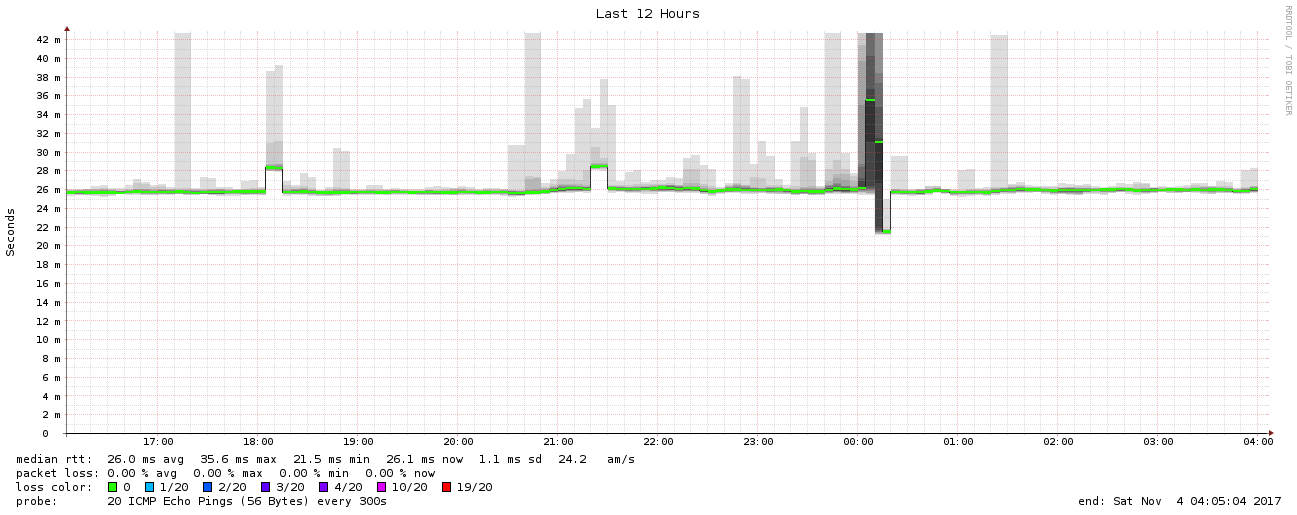 Last 12 Hours
RRDTOOL / TOBI OETIKER
Seconds
42 m
40 m
38 m
36 m
34 m
32 m
30 m
28 m
26 m
24 m
22 m
20 m
18 m
16 m
14 m
12 m
10 m
8 m
6 m
4 m
2 m
0
17:00 18:00 19:00 20:00 21:00 22:00 23:00 00:00 01:00 02:00 03:00 04:00
median rtt: 26.0 ms avg 35.6 ms max 21.5 ms min 26.1 ms now 1.1 ms sd 24.2 am/s
packet loss: 0.00 % avg 0.00 % max 0.00 % min 0.00 % now
loss color: 0 1/20 2/20 3/20 4/20 10/20 19/20
probe: 20 ICMP Echo Pings (56 Bytes) every 300s end: Sat Nov 4 04:05:04 2017